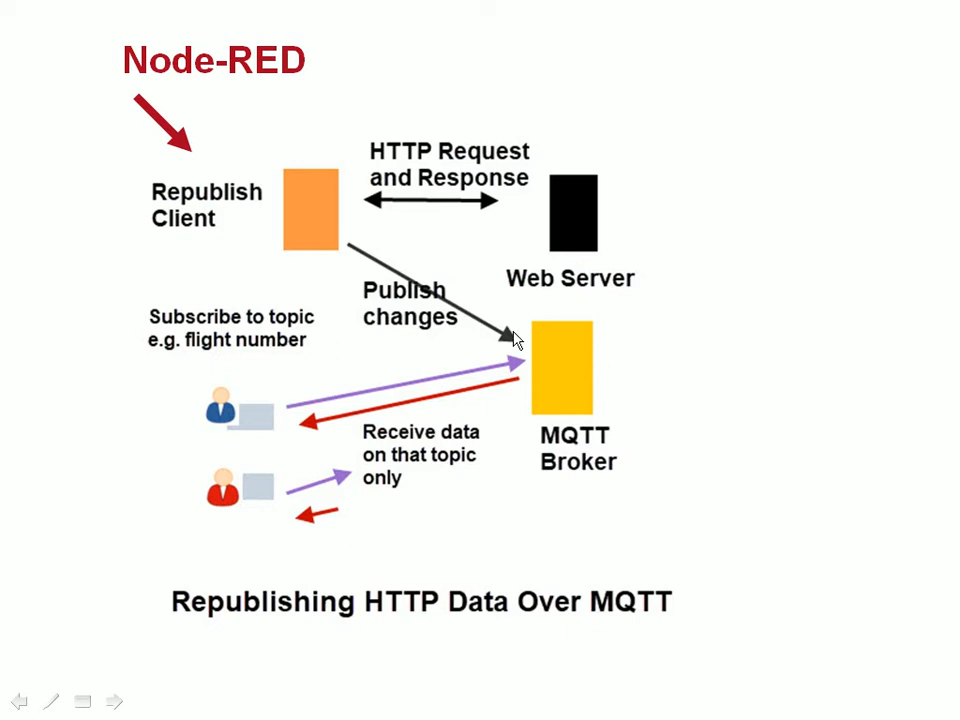 Node-RED
HTTP Request
and Response
Republish
Client
Web Server
Publish
changes
Subscribe to topic
e.g. flight number
Receive data
on that topic
only
MQTT
Broker
Republishing HTTP Data Over MQTT